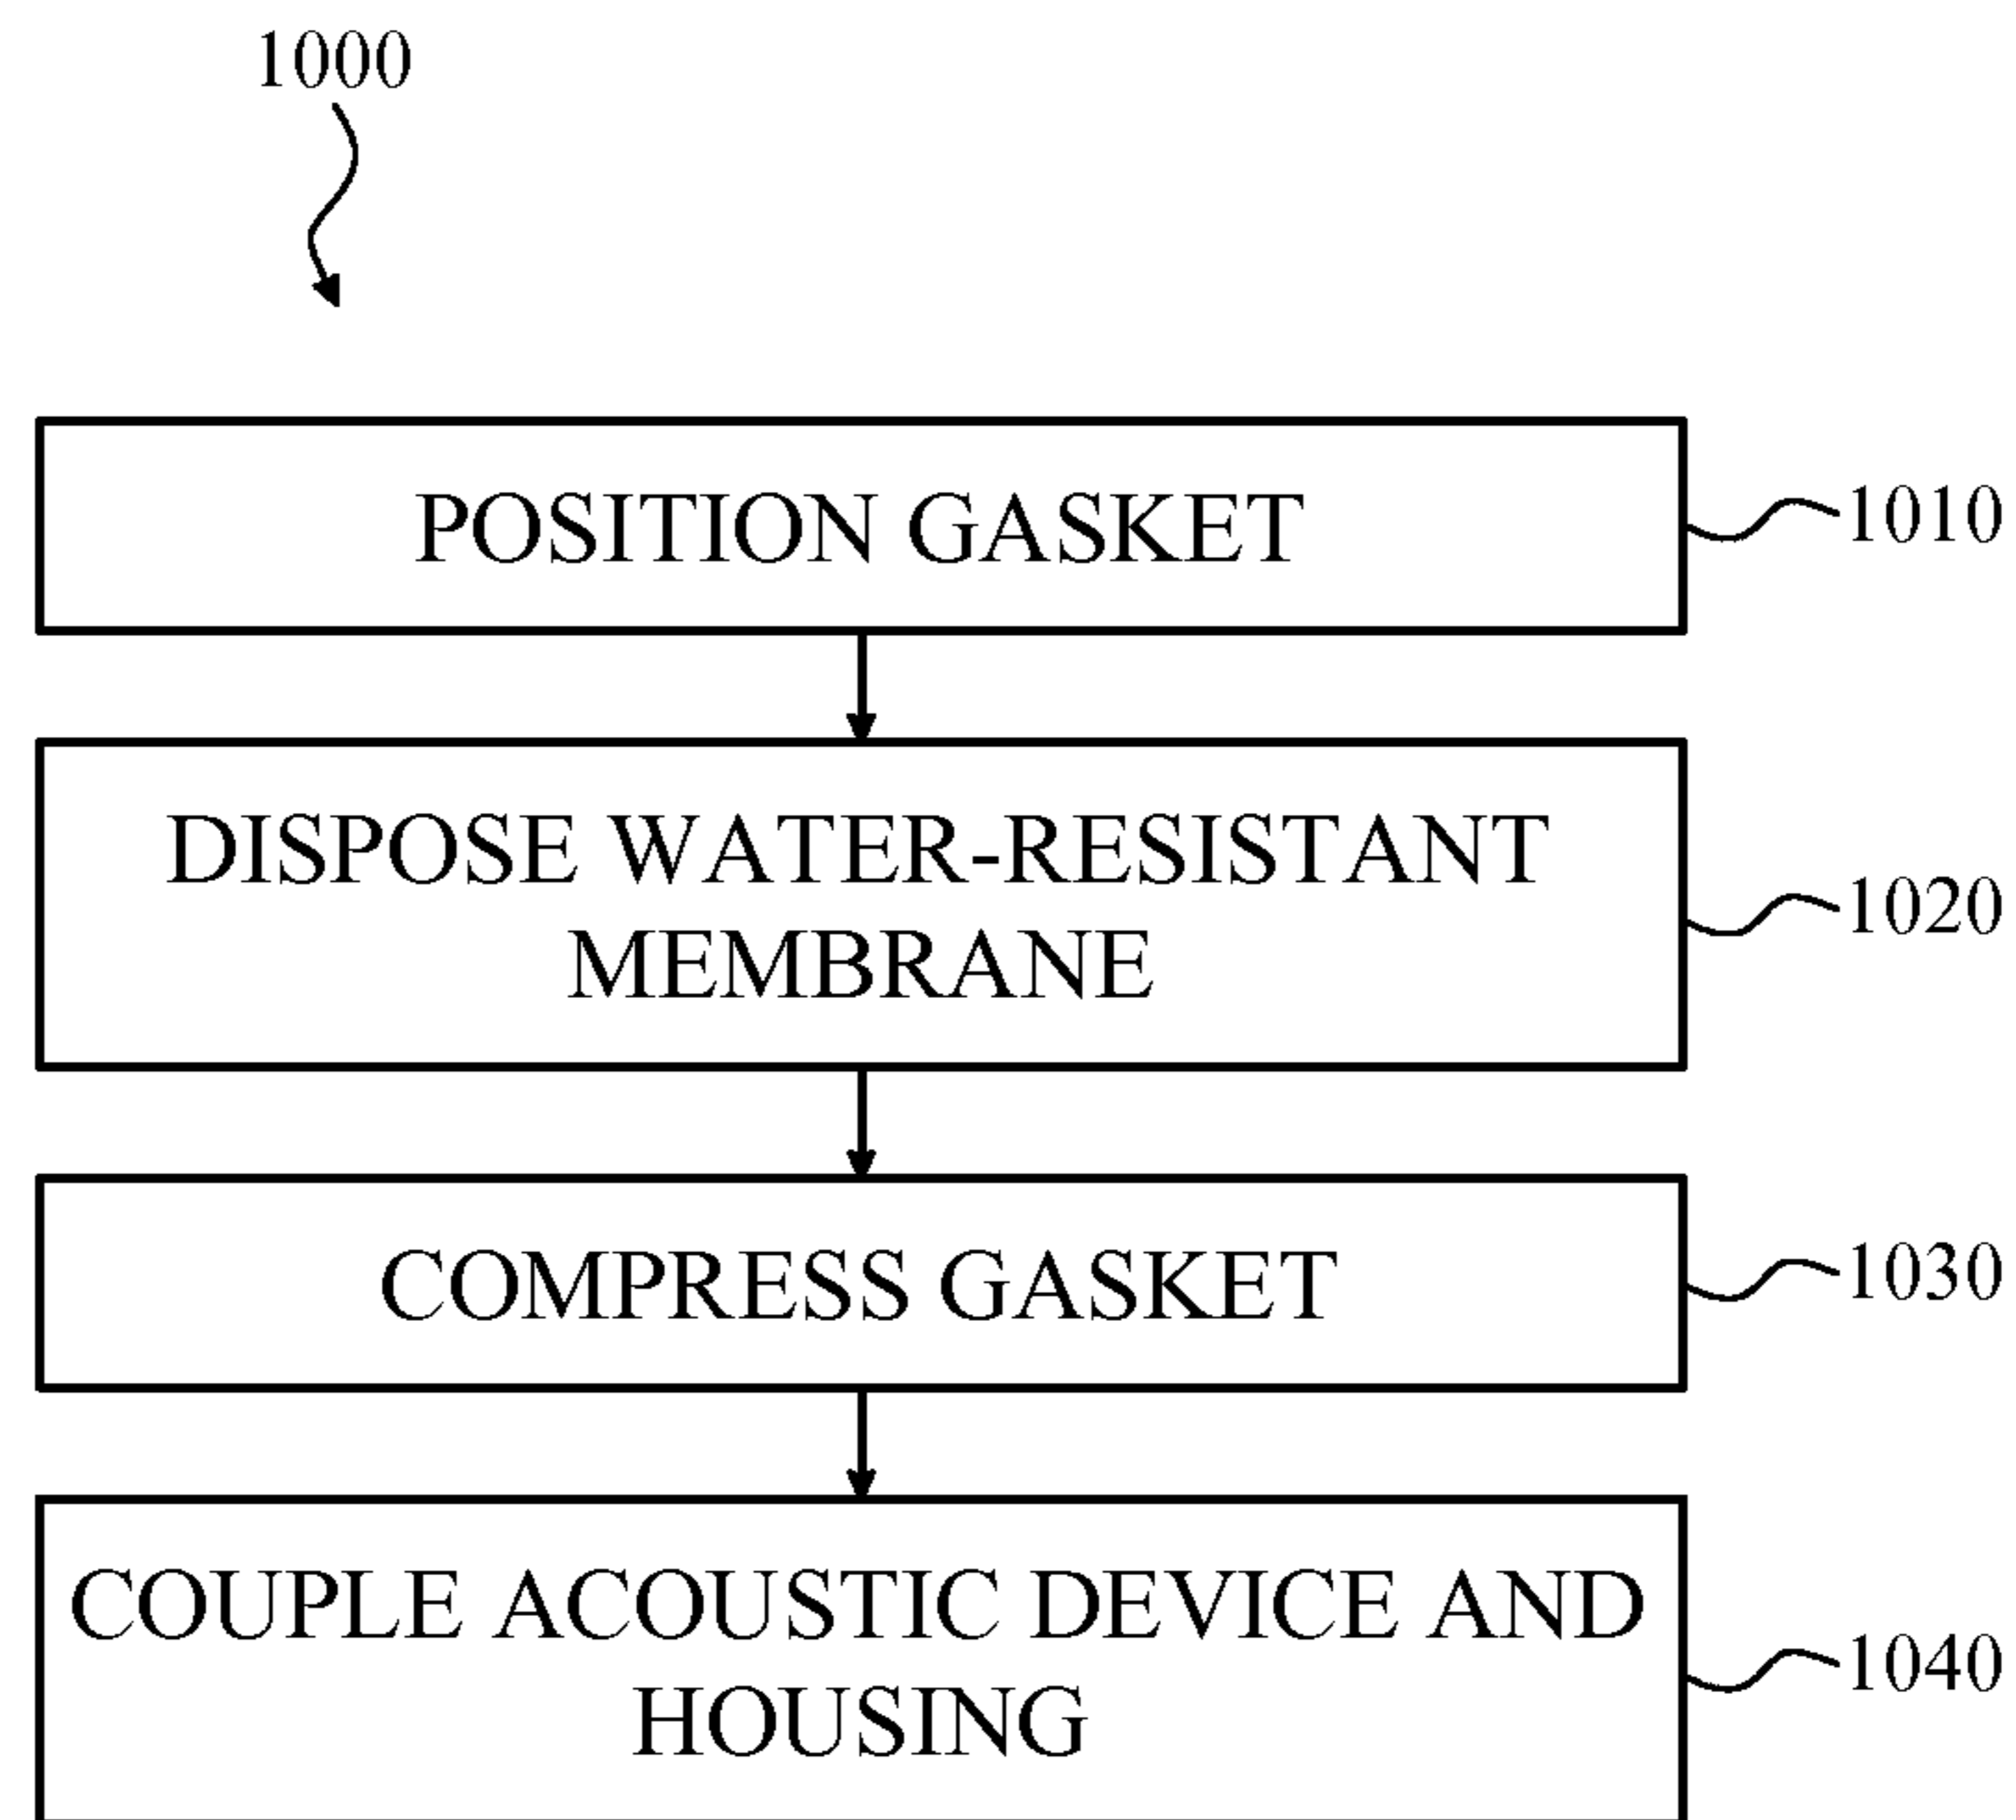 1000
POSITION GASKET
1010
DISPOSE WATER-RESISTANT
MEMBRANE
1020
COMPRESS GASKET
1030
COUPLE ACOUSTIC DEVICE AND
HOUSING
1040